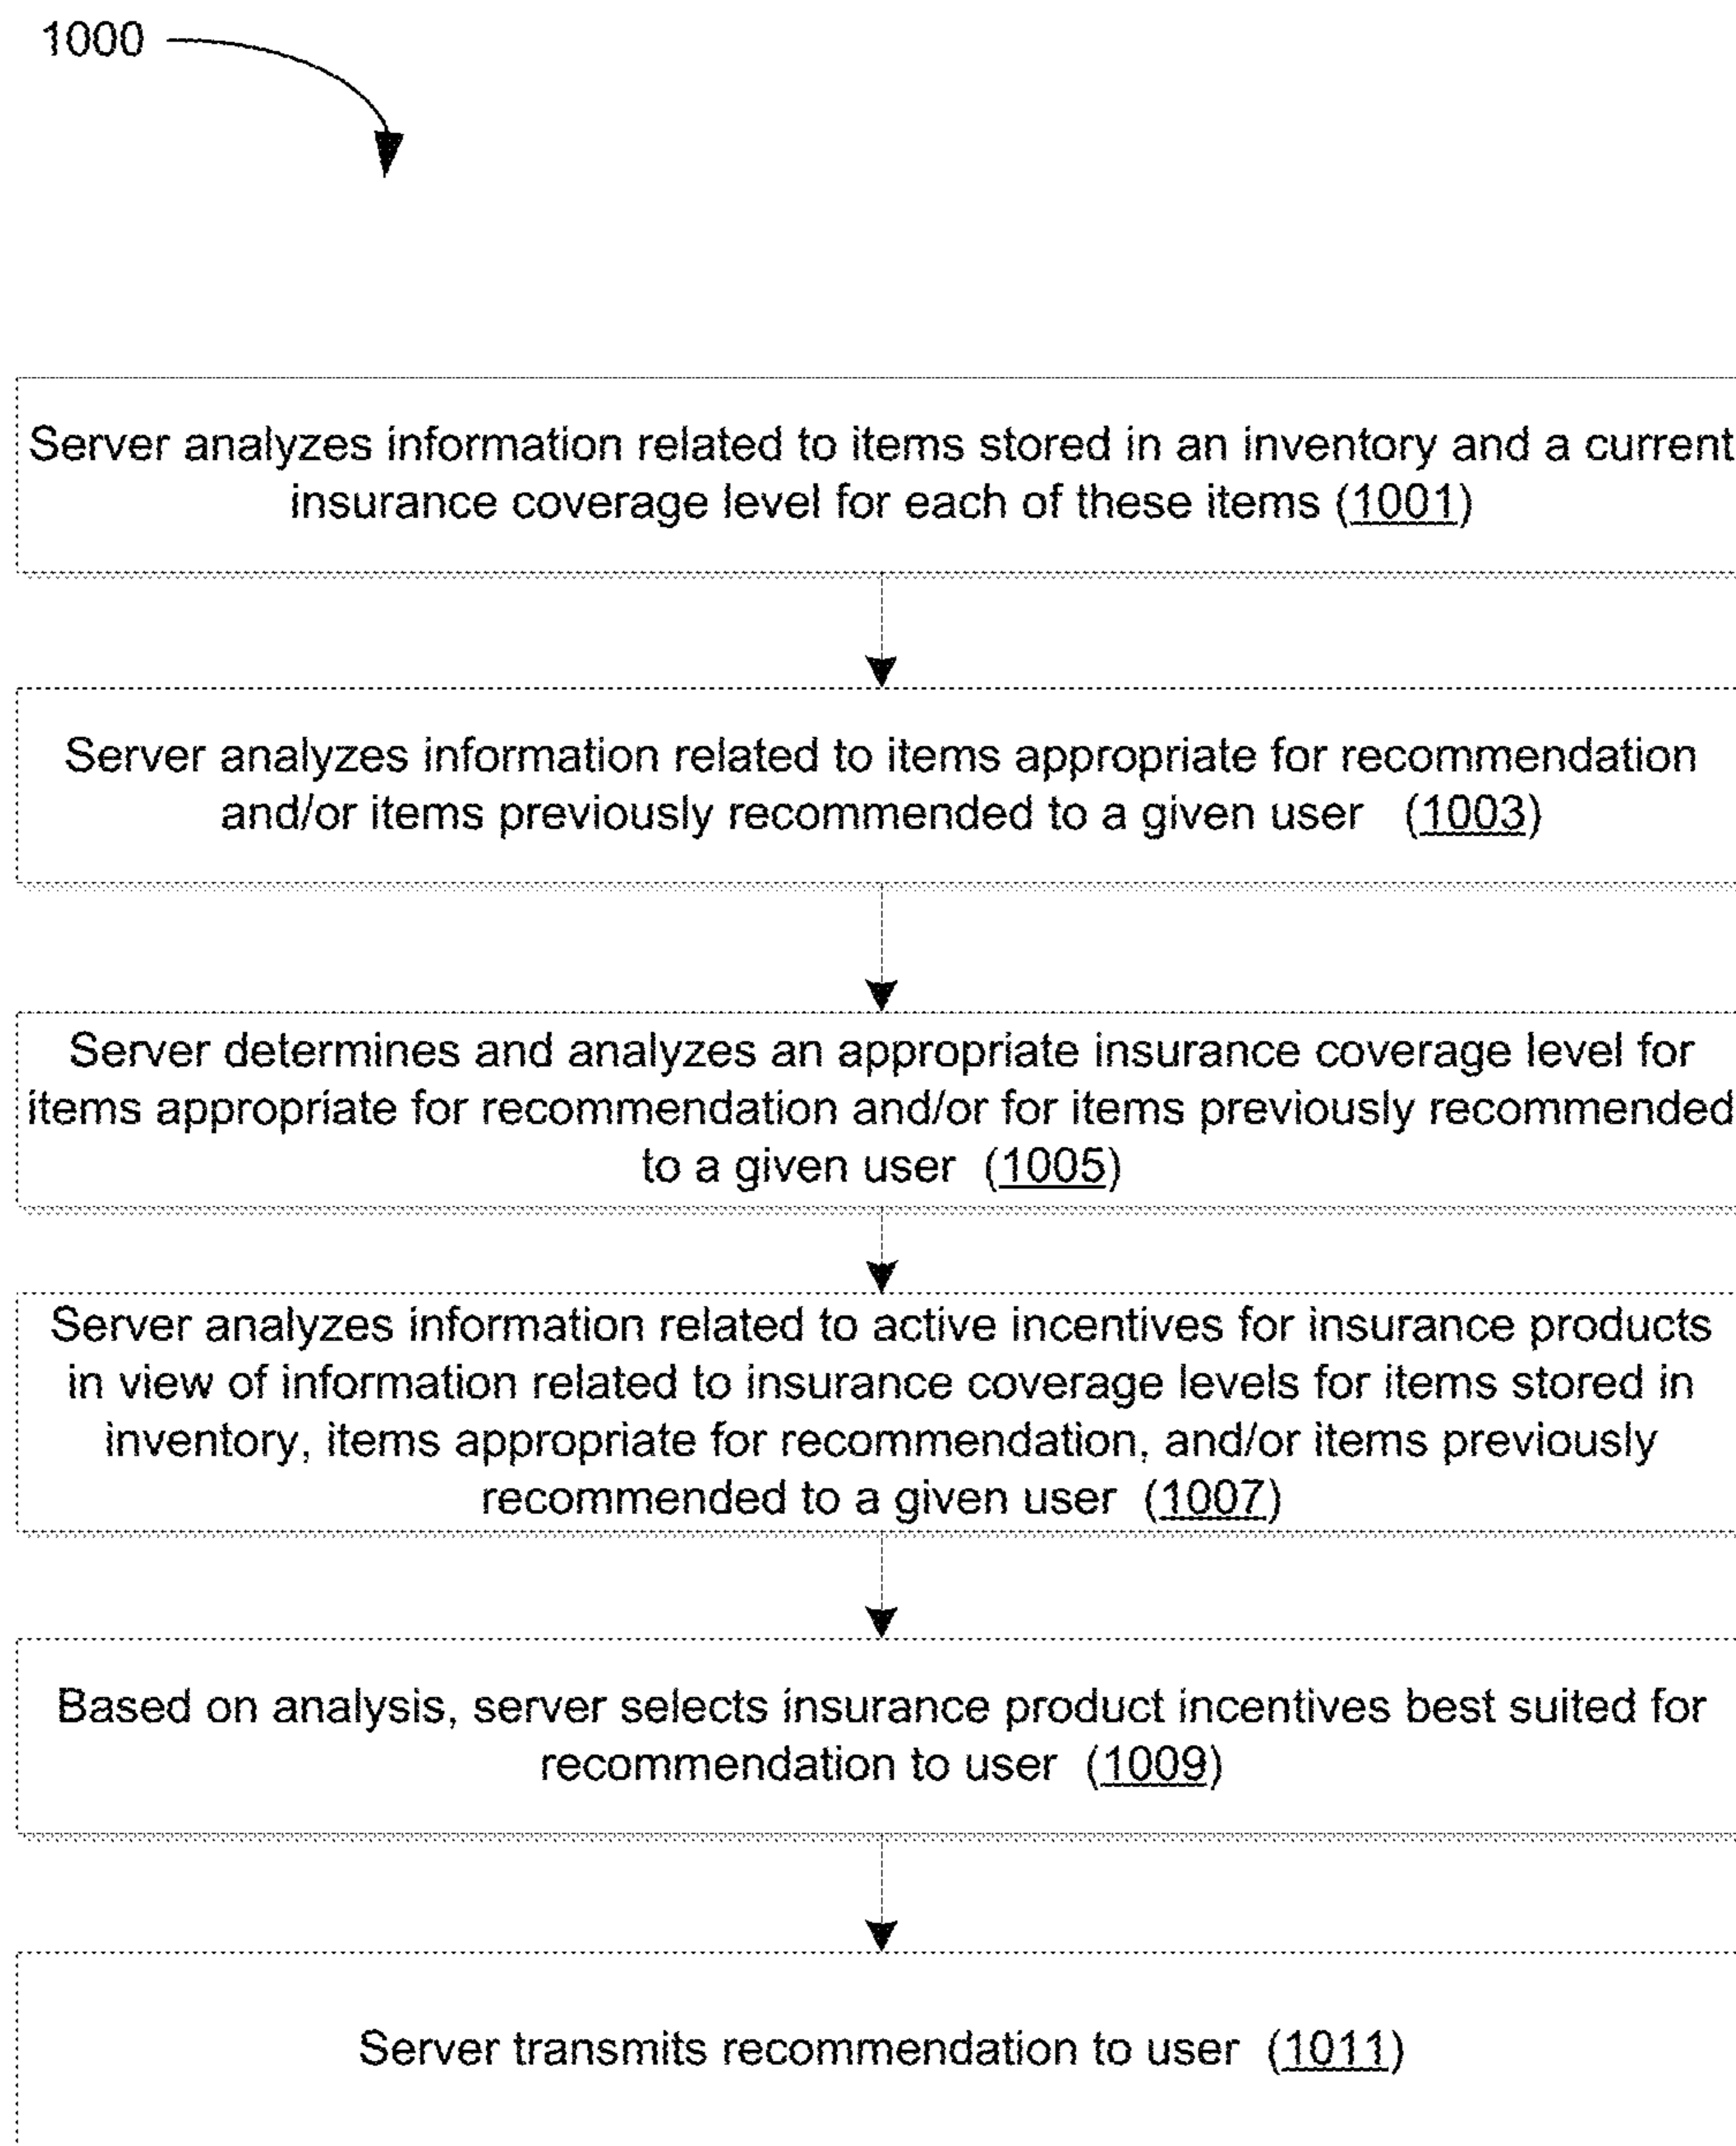 1000
Server analyzes information related to items stored in an inventory and a current
insurance coverage level for each of these items (1001)
Server analyzes information related to items appropriate for recommendation
and/or items previously recommended to a given user (1003)
Server determines and analyzes an appropriate insurance coverage level for
items appropriate for recommendation and/or for items previously recommended
to a given user (1005)
Server analyzes information related to active incentives for insurance products
in view of information related to insurance coverage levels for items stored in
inventory, items appropriate for recommendation, and/or items previously
recommended to a given user (1007)
Based on analysis, server selects insurance product incentives best suited for
recommendation to user (1009)
Server transmits recommendation to user (1011)